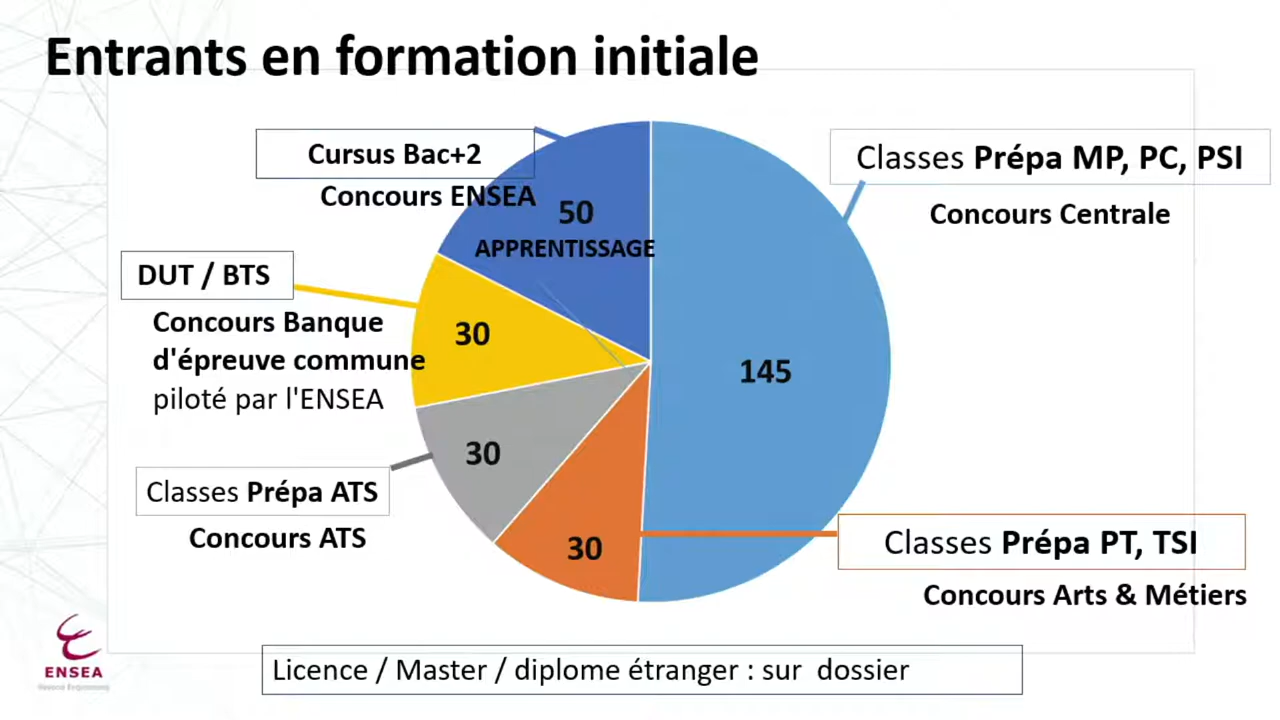 Entrants en formation initiale
Cursus Bac+2
Concours ENSEA
50
APPRENTISSAGE
Classes Prépa MP, PC, PSI
Concours Centrale
DUT / BTS
Concours Banque
d'épreuve commune
piloté par l'ENSEA
30
145
30
Classes Prépa ATS
Concours ATS
30
Classes Prépa PT, TSI
Concours Arts & Métiers
ENSEA
Licence / Master / diplome étranger : sur  dossier